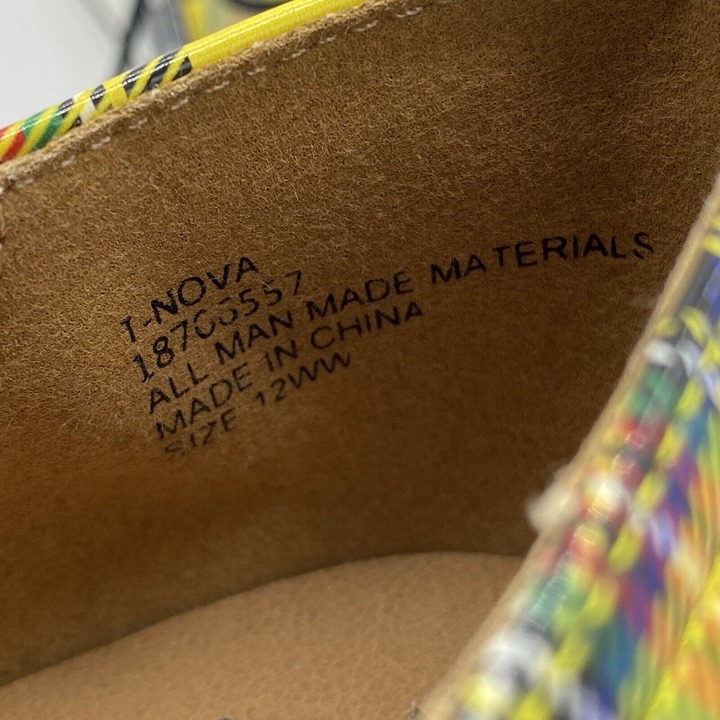 T-NOVA
ALL MAN MADE MATERIALS
MADE IN CHINA
SIZE 12WW